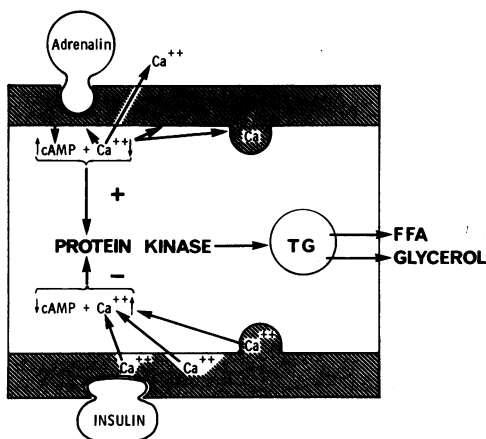 Adrenalin
Ca++
Ca
↑cAMP + Ca++↓
+
PROTEIN KINASE
TG
FFA
GLYCEROL
−
↓cAMP + Ca++↑
Ca++
Ca++
Ca++
INSULIN